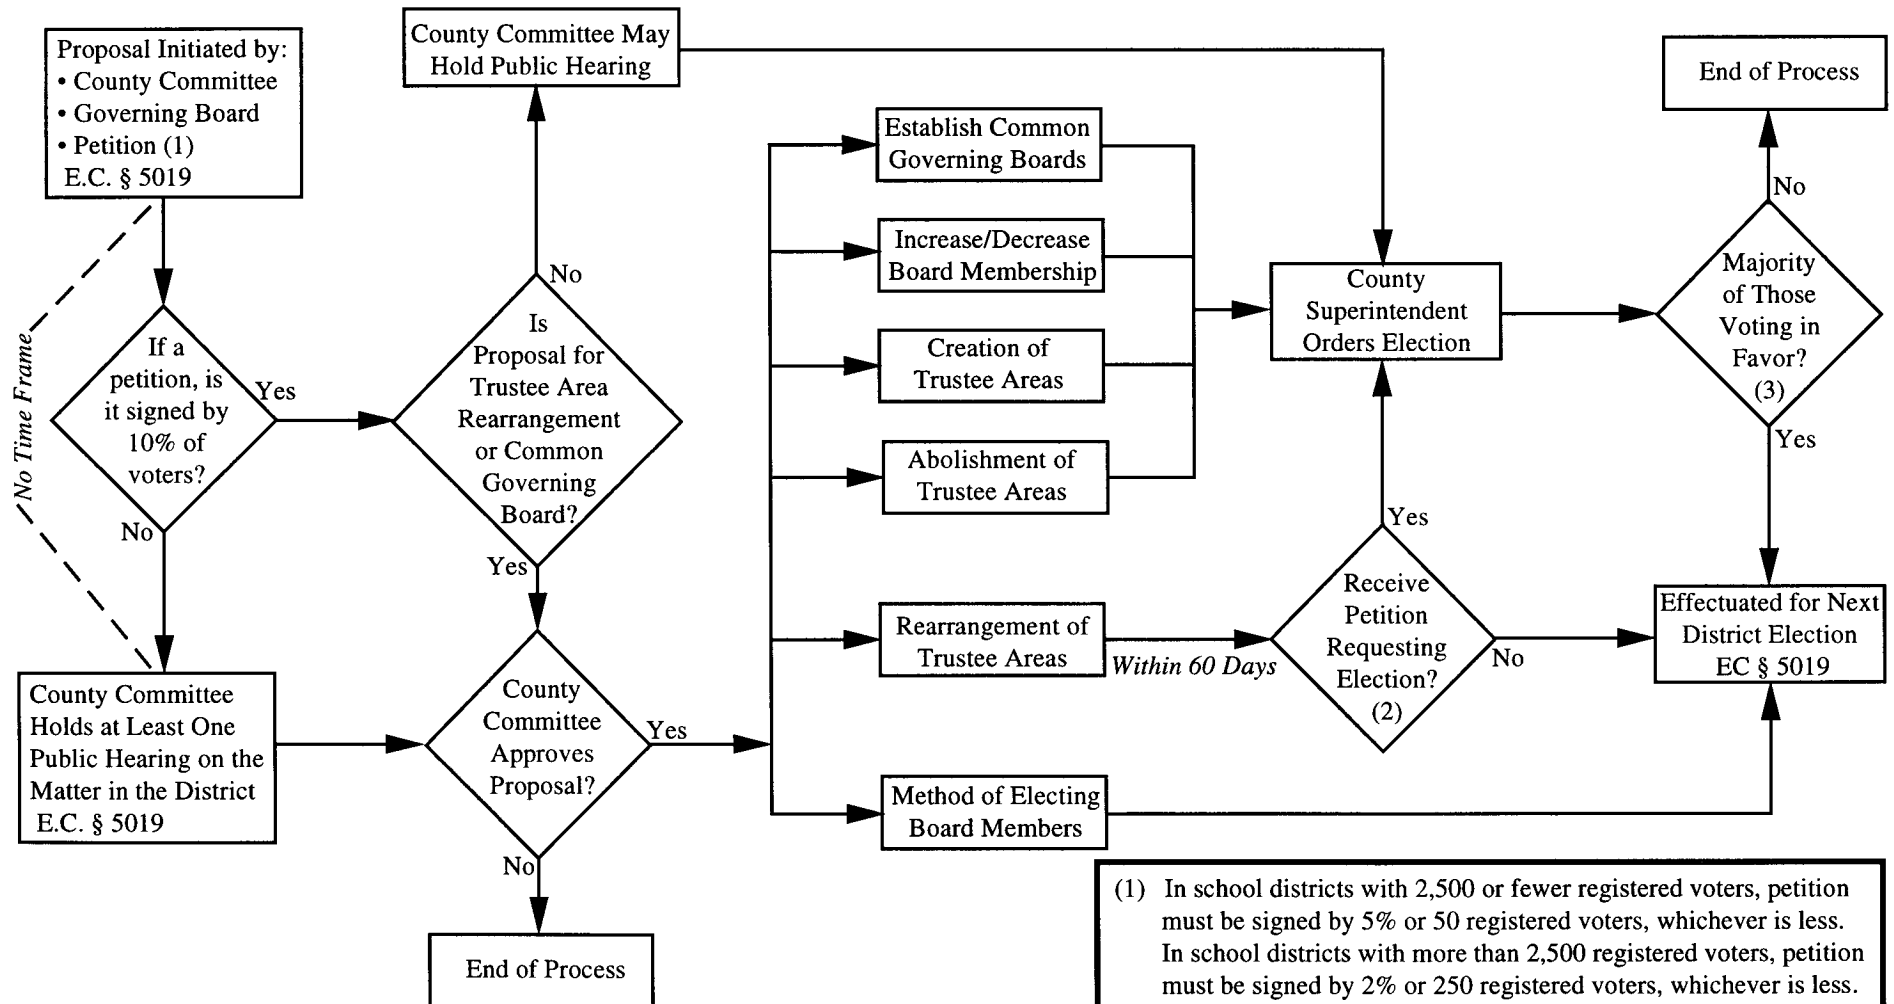 Proposal Initiated by:
• County Committee
• Governing Board
• Petition (1)
E.C. § 5019
No Time Frame
If a
petition, is
it signed by
10% of
voters?
Yes
No
County Committee
Holds at Least One
Public Hearing on the
Matter in the District
E.C. § 5019
County Committee May
Hold Public Hearing
No
Is
Proposal for
Trustee Area
Rearrangement
or Common
Governing
Board?
Yes
County
Committee
Approves
Proposal?
Yes
No
End of Process
Establish Common
Governing Boards
Increase/Decrease
Board Membership
Creation of
Trustee Areas
Abolishment of
Trustee Areas
Rearrangement of
Trustee Areas
Within 60 Days
Method of Electing
Board Members
County
Superintendent
Orders Election
Yes
Receive
Petition
Requesting
Election?
(2)
No
End of Process
No
Majority
of Those
Voting in
Favor?
(3)
Yes
Effectuated for Next
District Election
EC § 5019
(1) In school districts with 2,500 or fewer registered voters, petition
must be signed by 5% or 50 registered voters, whichever is less.
In school districts with more than 2,500 registered voters, petition
must be signed by 2% or 250 registered voters, whichever is less.